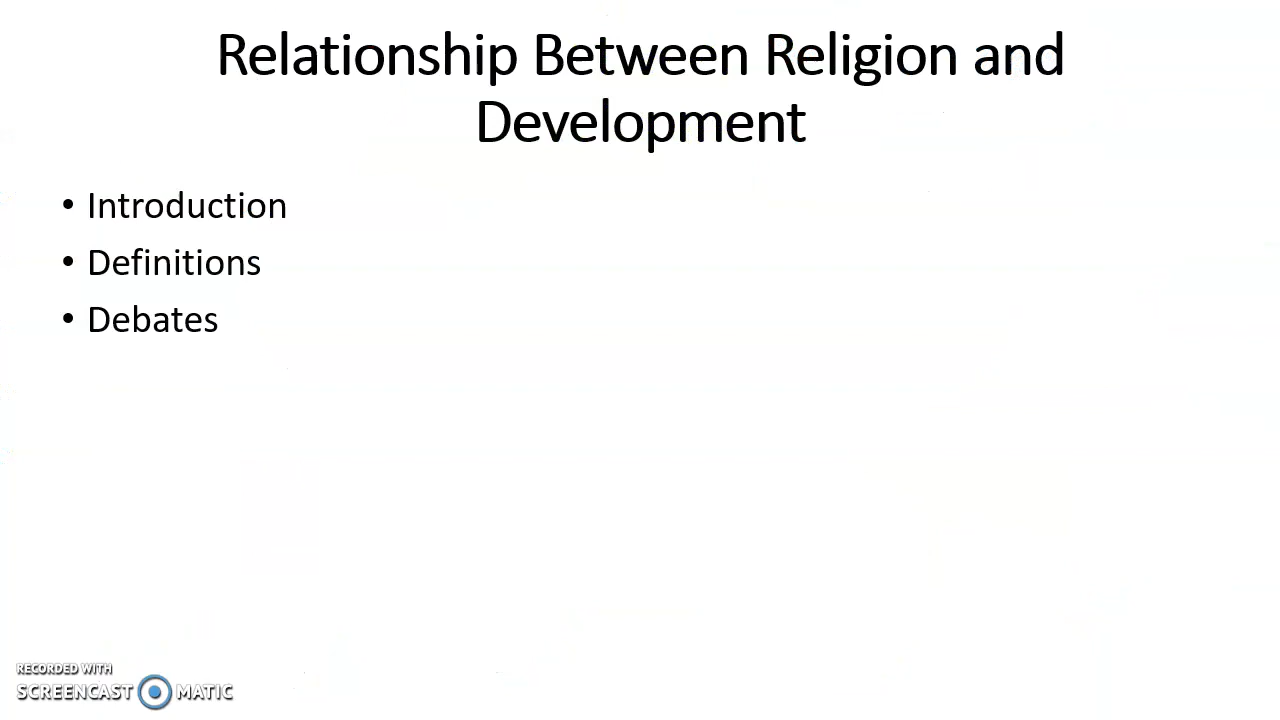 Relationship Between Religion and
Development
• Introduction
• Definitions
• Debates
RECORDED WITH
SCREENCAST MATIC